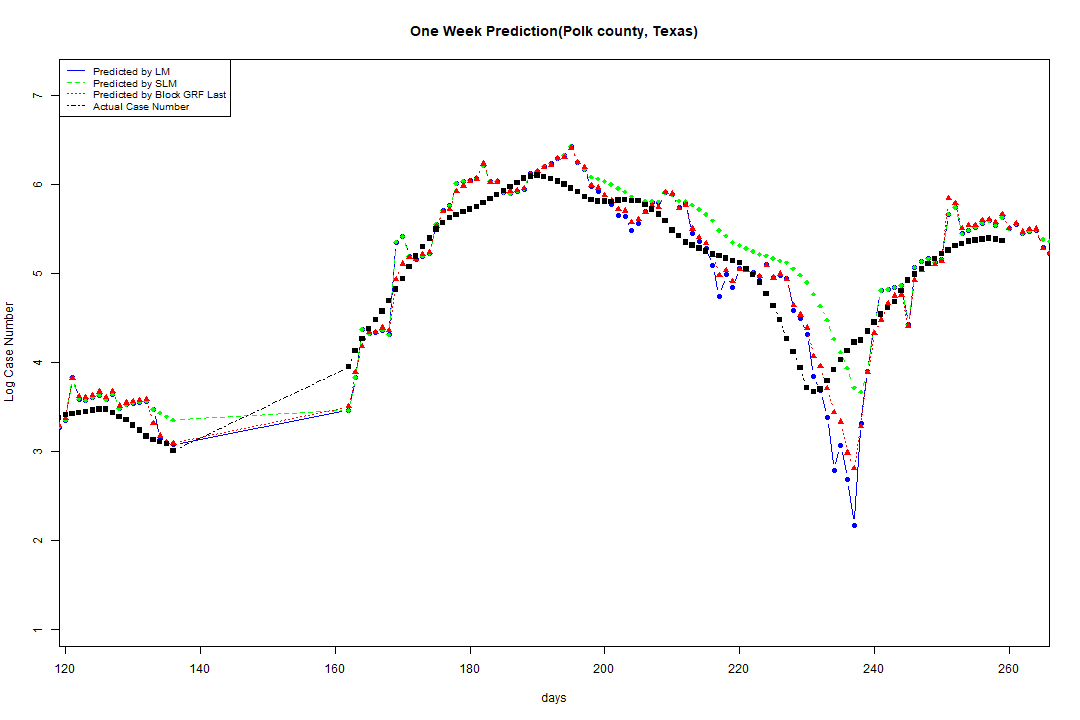 One Week Prediction(Polk county, Texas)
Predicted by LM
Predicted by SLM
Predicted by Block GRF Last
Actual Case Number
7
6
5
4
3
2
1
Log Case Number
120 140 160 180 200 220 240 260
days